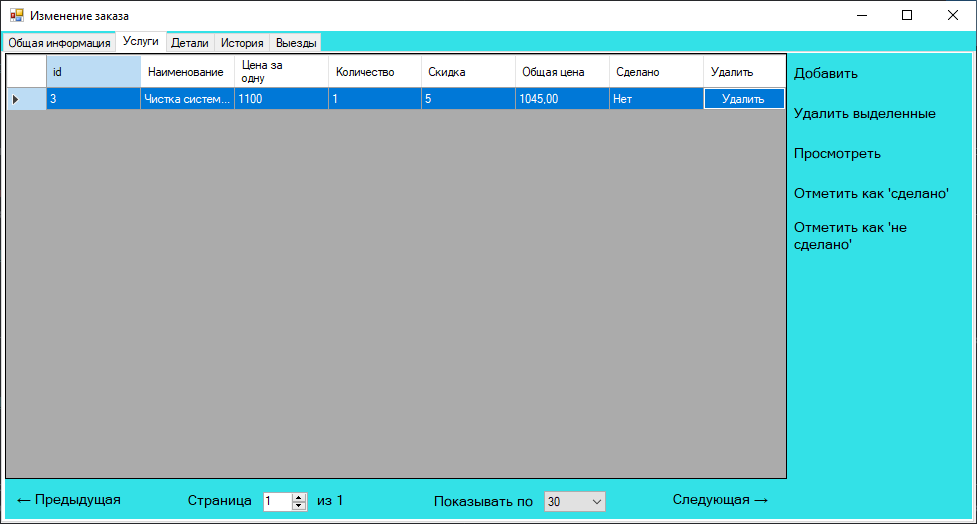 Изменение заказа
Общая информация Услуги Детали История Выезды
id Наименование Цена за одну Количество Скидка Общая цена Сделано Удалить
3 Чистка систем... 1100 1 5 1045,00 Нет Удалить
Добавить
Удалить выделенные
Просмотреть
Отметить как 'сделано'
Отметить как 'не
сделано'
← Предыдущая Страница 1 из 1 Показывать по 30 Следующая →